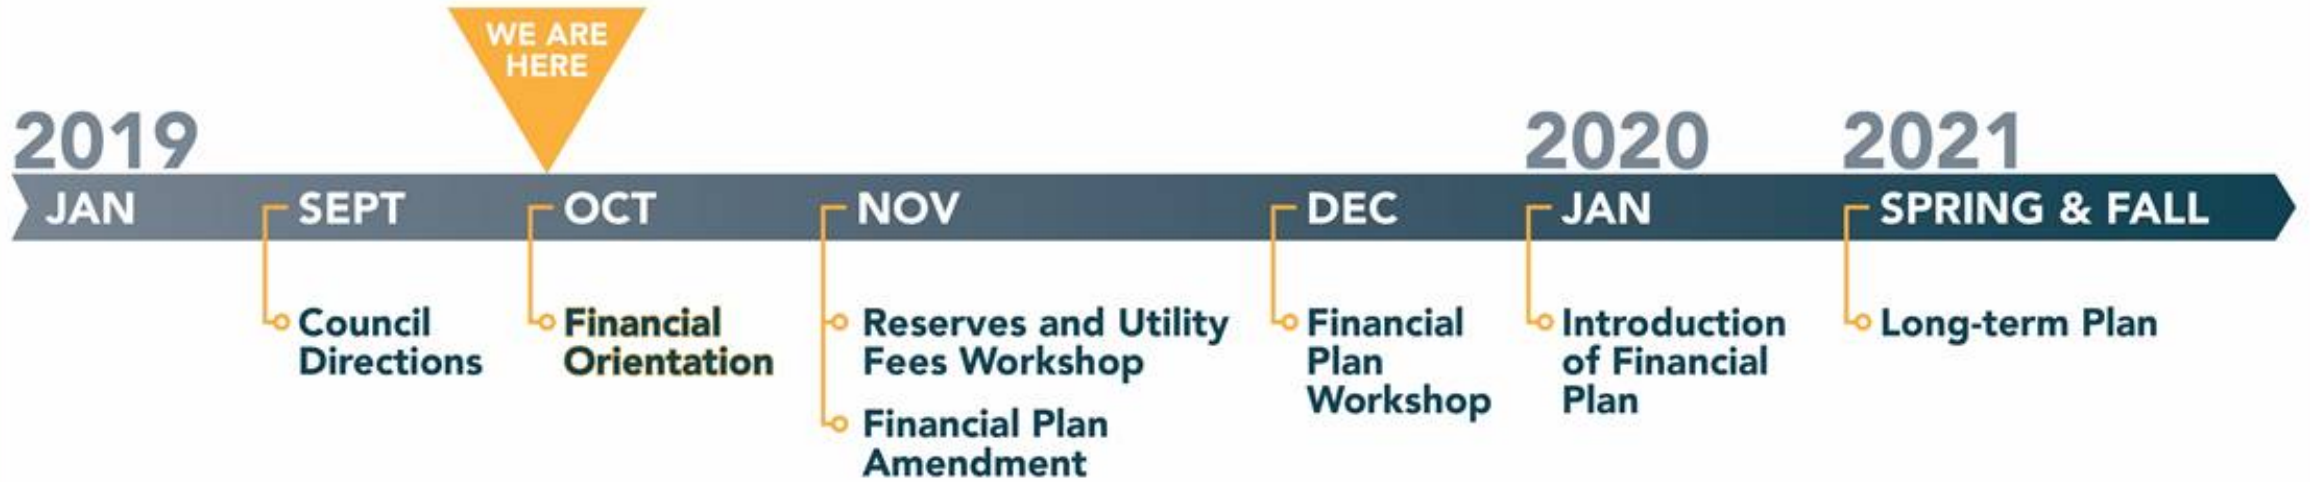 WE ARE
HERE
2019
2020
2021
JAN
SEPT
OCT
NOV
DEC
JAN
SPRING & FALL
Council
Directions
Financial
Orientation
Reserves and Utility
Fees Workshop
Financial Plan
Amendment
Financial
Plan
Workshop
Introduction
of Financial
Plan
Long-term Plan